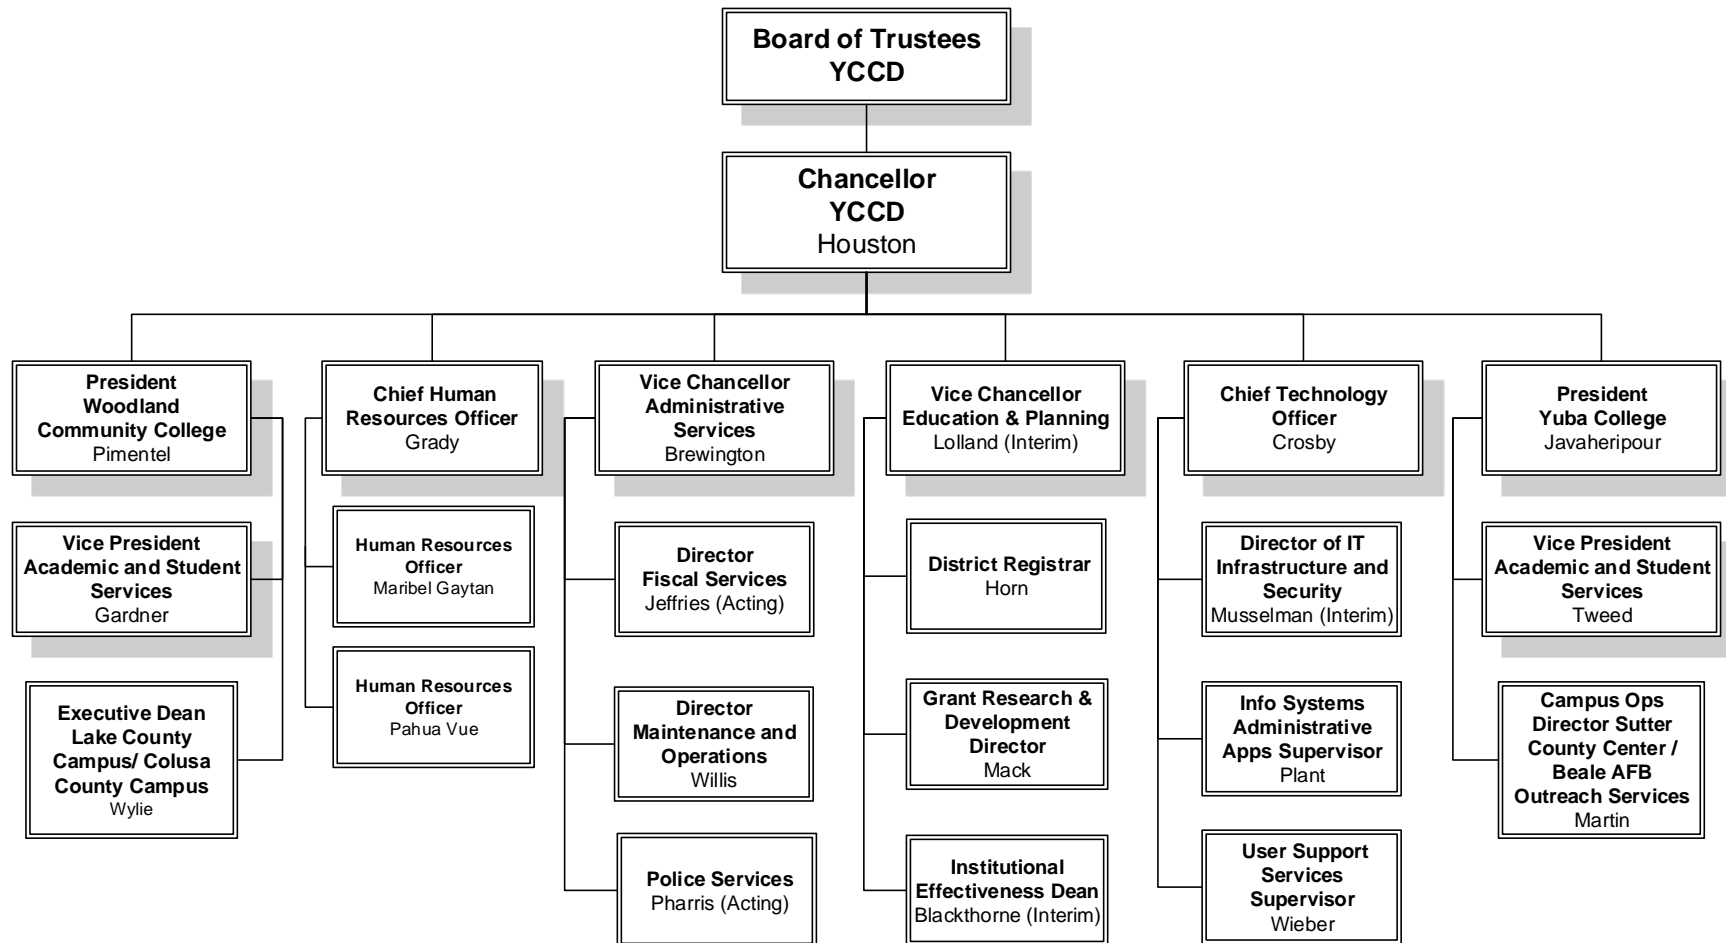 Board of Trustees
YCCD
Chancellor
YCCD
Houston
President
Woodland
Community College
Pimentel
Chief Human
Resources Officer
Grady
Vice Chancellor
Administrative
Services
Brewington
Vice Chancellor
Education & Planning
Lolland (Interim)
Chief Technology
Officer
Crosby
President
Yuba College
Javaheripour
Vice President
Academic and Student
Services
Gardner
Human Resources
Officer
Maribel Gaytan
Director
Fiscal Services
Jeffries (Acting)
District Registrar
Horn
Director of IT
Infrastructure and
Security
Musselman (Interim)
Vice President
Academic and Student
Services
Tweed
Executive Dean
Lake County
Campus/ Colusa
County Campus
Wylie
Human Resources
Officer
Pahua Vue
Director
Maintenance and
Operations
Willis
Grant Research &
Development
Director
Mack
Info Systems
Administrative
Apps Supervisor
Plant
Campus Ops
Director Sutter
County Center /
Beale AFB
Outreach Services
Martin
Police Services
Pharris (Acting)
Institutional
Effectiveness Dean
Blackthorne (Interim)
User Support
Services
Supervisor
Wieber